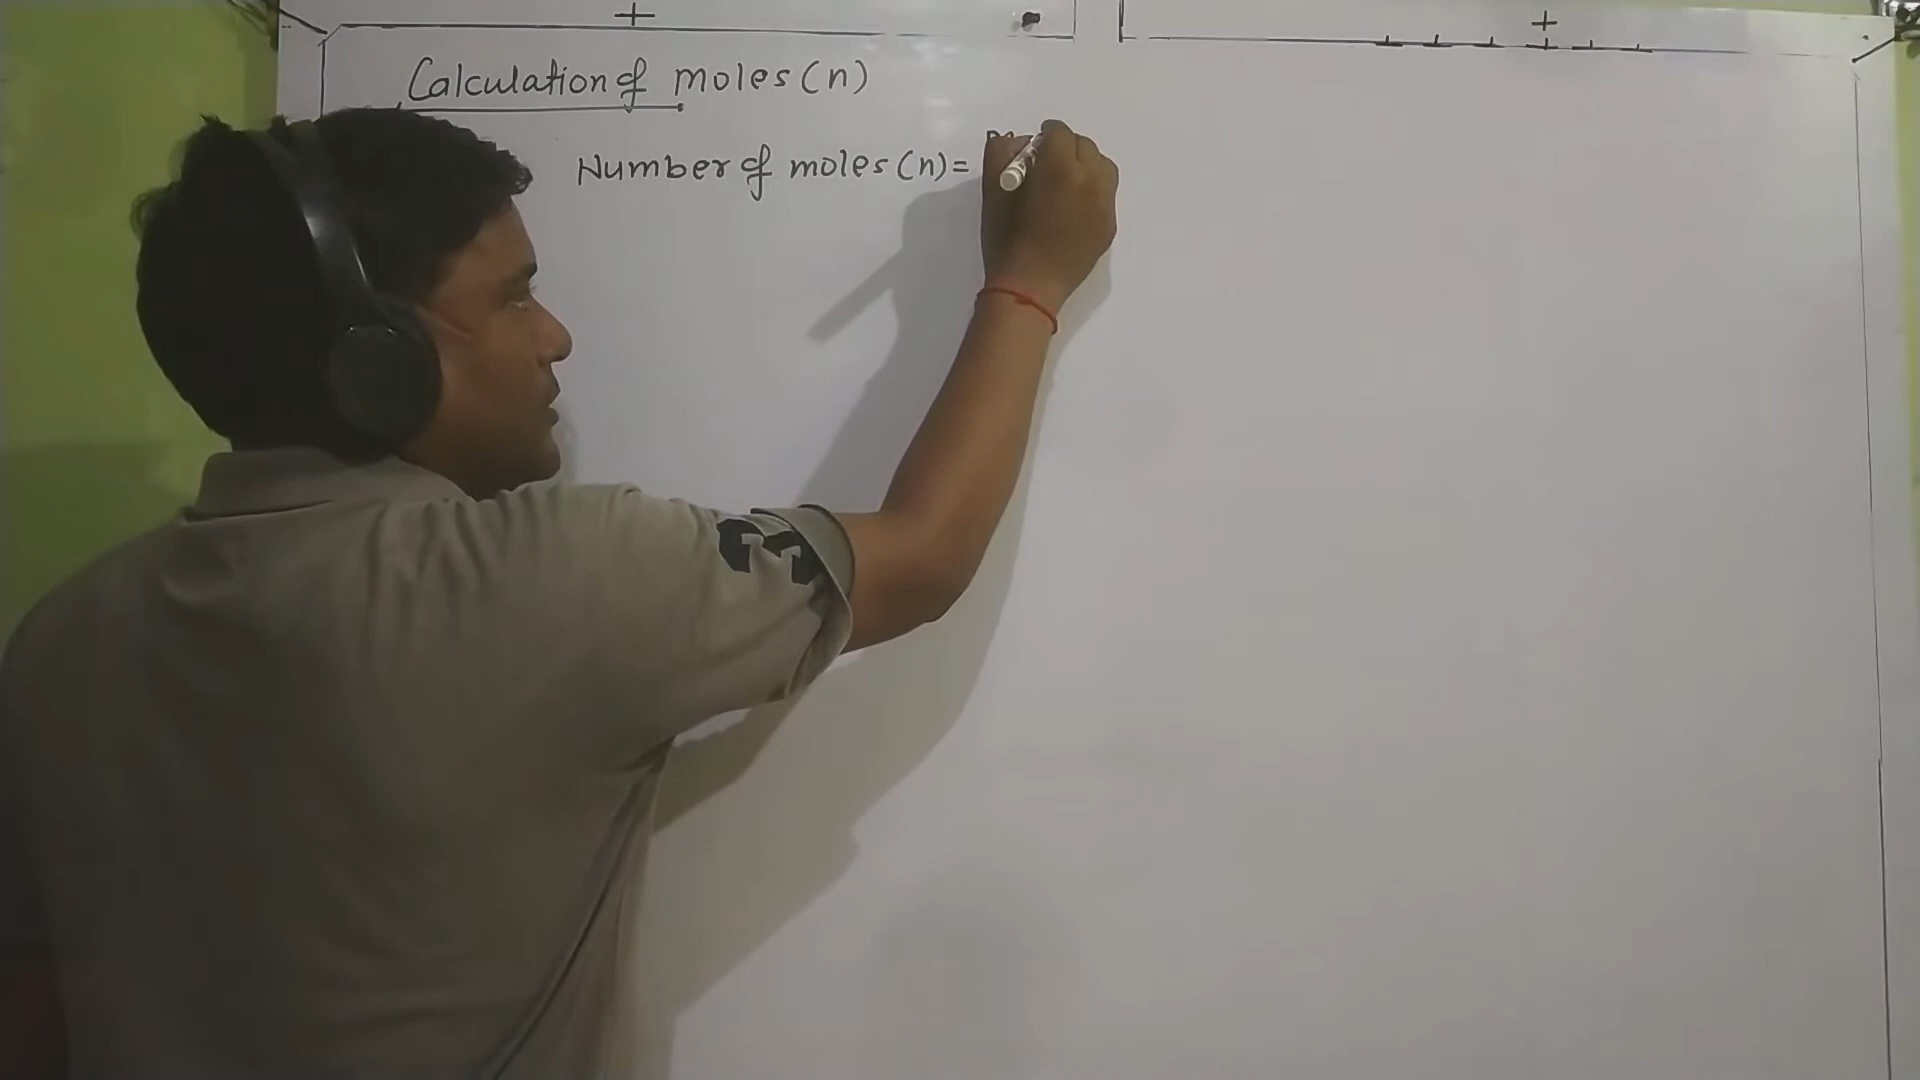 Calculation of moles (n)
Number of moles (n) =